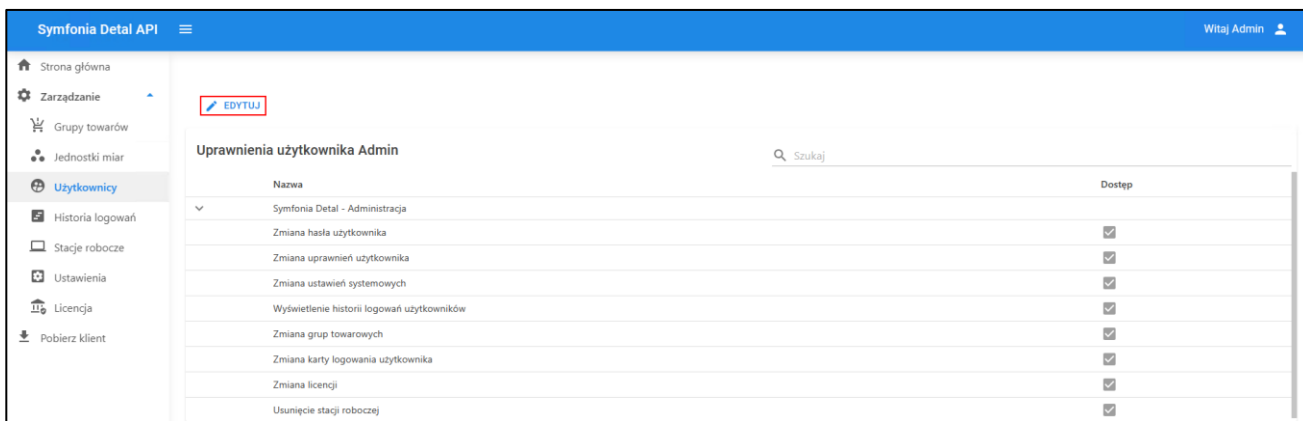 Symfonia Detal API
Witaj Admin
Strona główna
Zarządzanie
Grupy towarów
Jednostki miar
Użytkownicy
Historia logowań
Stacje robocze
Ustawienia
Licencja
Pobierz klient
EDYTUJ
Uprawnienia użytkownika Admin
Szukaj
Nazwa Dostęp
Symfonia Detal - Administracja
Zmiana hasła użytkownika
Zmiana uprawnień użytkownika
Zmiana ustawień systemowych
Wyświetlenie historii logowań użytkowników
Zmiana grup towarowych
Zmiana karty logowania użytkownika
Zmiana licencji
Usunięcie stacji roboczej